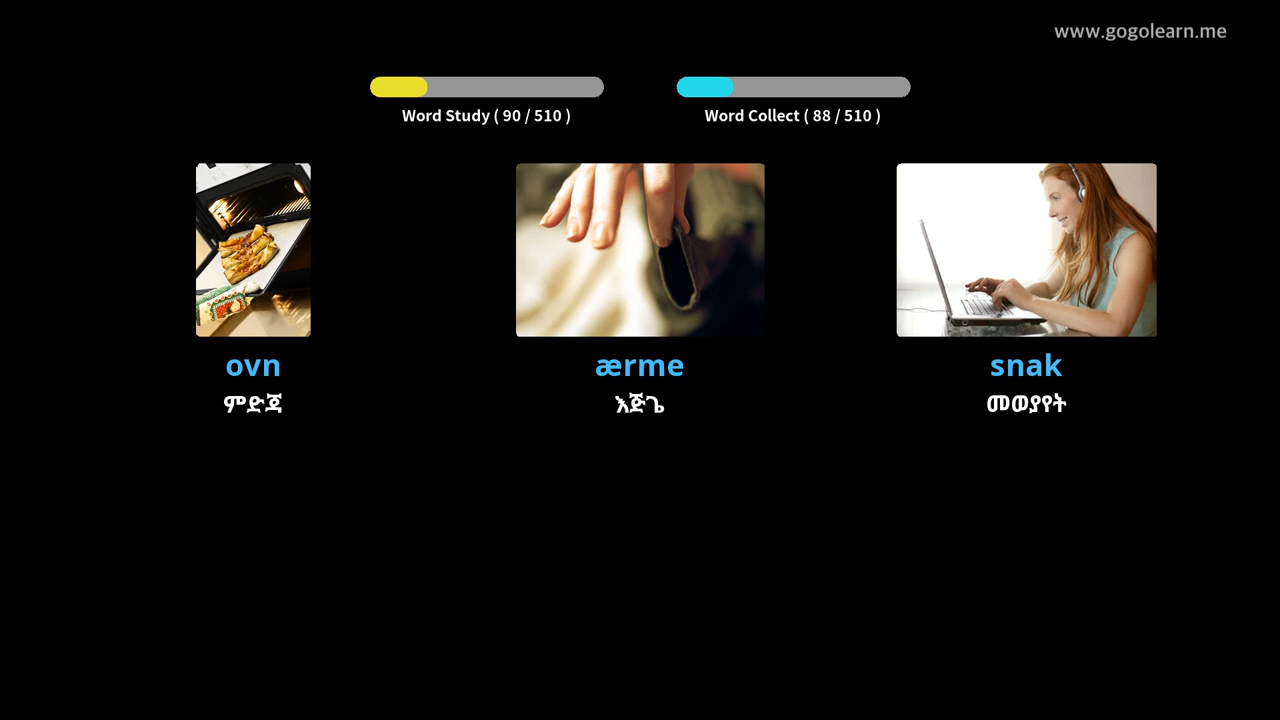 www.gogolearn.me
Word Study ( 90 / 510 )
Word Collect ( 88 / 510 )
ovn
ምድጃ
ærme
እጅጌ
snak
መወያየት